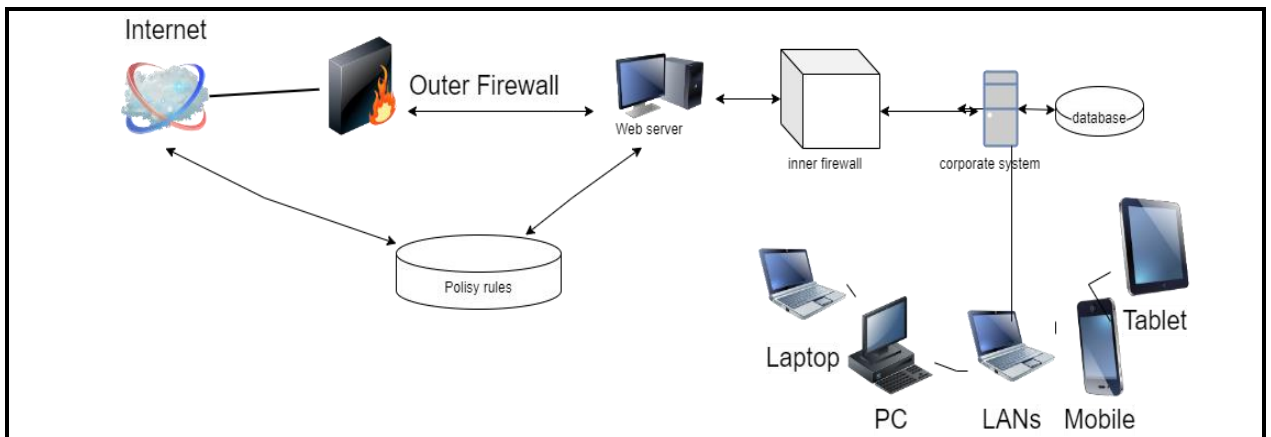 Internet
Outer Firewall
Web server
inner firewall
corporate system
database
Polisy rules
Laptop
Tablet
PC
LANs
Mobile